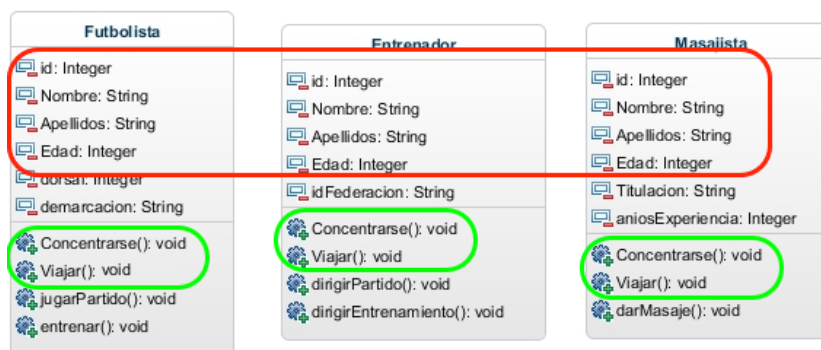 Futbolista
id: Integer
Nombre: String
Apellidos: String
Edad: Integer
dorsal: Integer
demarcacion: String
Concentrarse(): void
Viajar(): void
jugarPartido(): void
entrenar(): void
Entrenador
id: Integer
Nombre: String
Apellidos: String
Edad: Integer
idFederacion: String
Concentrarse(): void
Viajar(): void
dirigirPartido(): void
dirigirEntrenamiento(): void
Masajista
id: Integer
Nombre: String
Apellidos: String
Edad: Integer
Titulacion: String
aniosExperiencia: Integer
Concentrarse(): void
Viajar(): void
darMasaje(): void